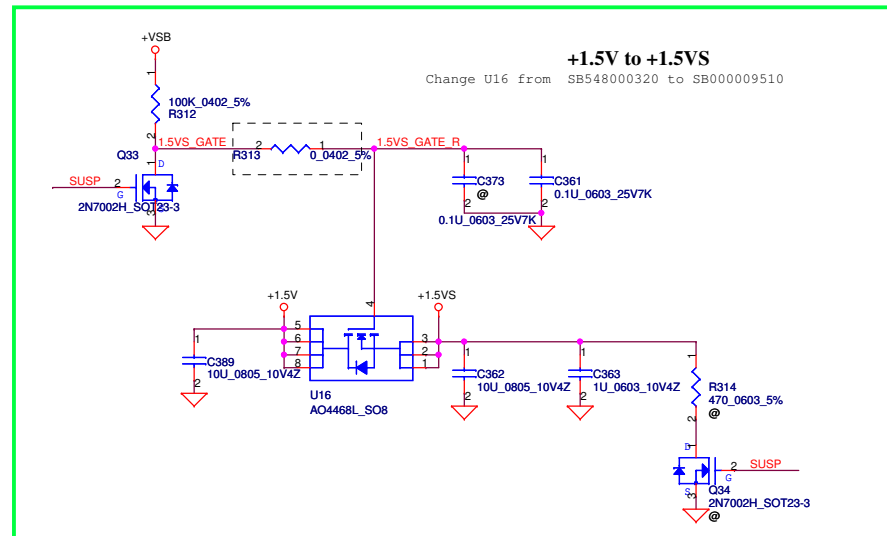 +VSB
+1.5V to +1.5VS
Change U16 from SB548000320 to SB000009510
1
100K_0402_5%
R312
2
1.5VS_GATE
2
1
1.5VS_GATE_R
R313
0_0402_5%
Q33
1
D
SUSP
2
G
S
3
2N7002H_SOT23-3
1
C373
@
2
0.1U_0603_25V7K
1
C361
0.1U_0603_25V7K
2
+1.5V
4
+1.5VS
5
6
7
8
3
2
1
1
C389
10U_0805_10V4Z
2
U16
AO4468L_SO8
1
C362
10U_0805_10V4Z
2
1
C363
1U_0603_10V4Z
2
1
R314
470_0603_5%
@
2
1
D
2
SUSP
G
S
3
Q34
2N7002H_SOT23-3
@